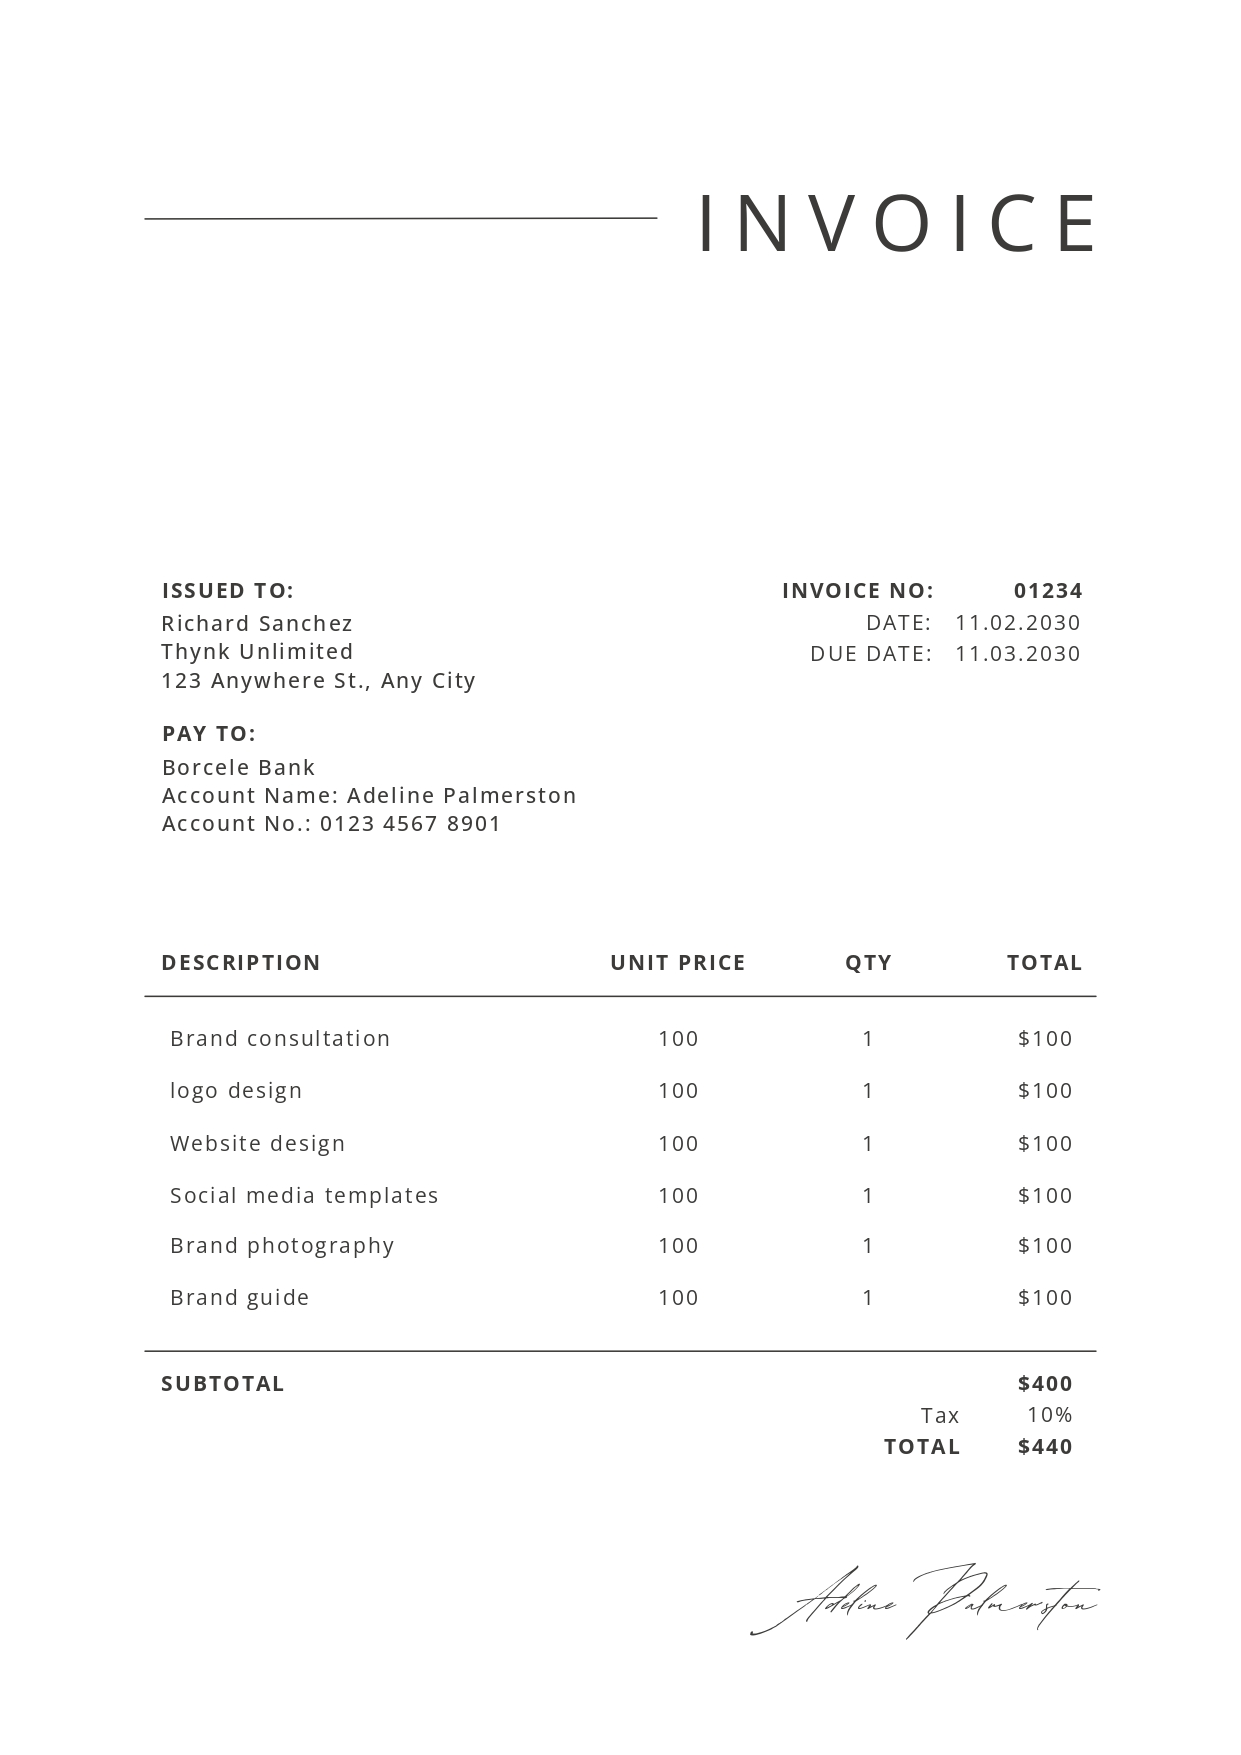 INVOICE
ISSUED TO:
Richard Sanchez
Thynk Unlimited
123 Anywhere St., Any City
INVOICE NO: 01234
DATE: 11.02.2030
DUE DATE: 11.03.2030
PAY TO:
Borcele Bank
Account Name: Adeline Palmerston
Account No.: 0123 4567 8901
DESCRIPTION UNIT PRICE QTY TOTAL
Brand consultation 100 1 $100
logo design 100 1 $100
Website design 100 1 $100
Social media templates 100 1 $100
Brand photography 100 1 $100
Brand guide 100 1 $100
SUBTOTAL $400
Tax 10%
TOTAL $440
Adeline Palmerston